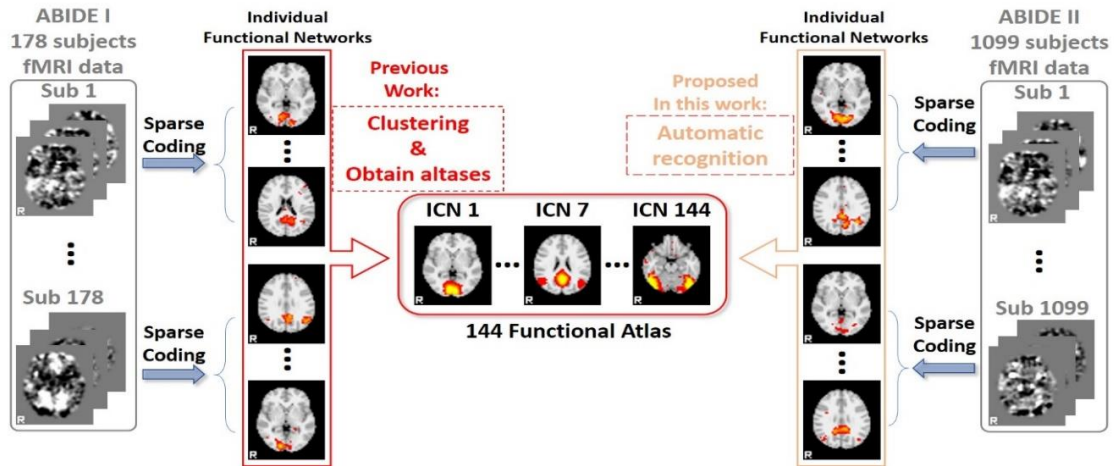 ABIDE I
178 subjects
fMRI data
Sub 1
R
Sparse
Coding
...
Sub 178
R
Sparse
Coding
Individual
Functional Networks
R
...
R
R
...
R
Previous
Work:
Clustering
&
Obtain altases
Proposed
In this work:
Automatic
recognition
ICN 1
ICN 7
ICN 144
R
...
R
...
R
144 Functional Atlas
Individual
Functional Networks
R
...
R
R
...
R
ABIDE II
1099 subjects
fMRI data
Sub 1
R
Sparse
Coding
...
Sub 1099
R
Sparse
Coding